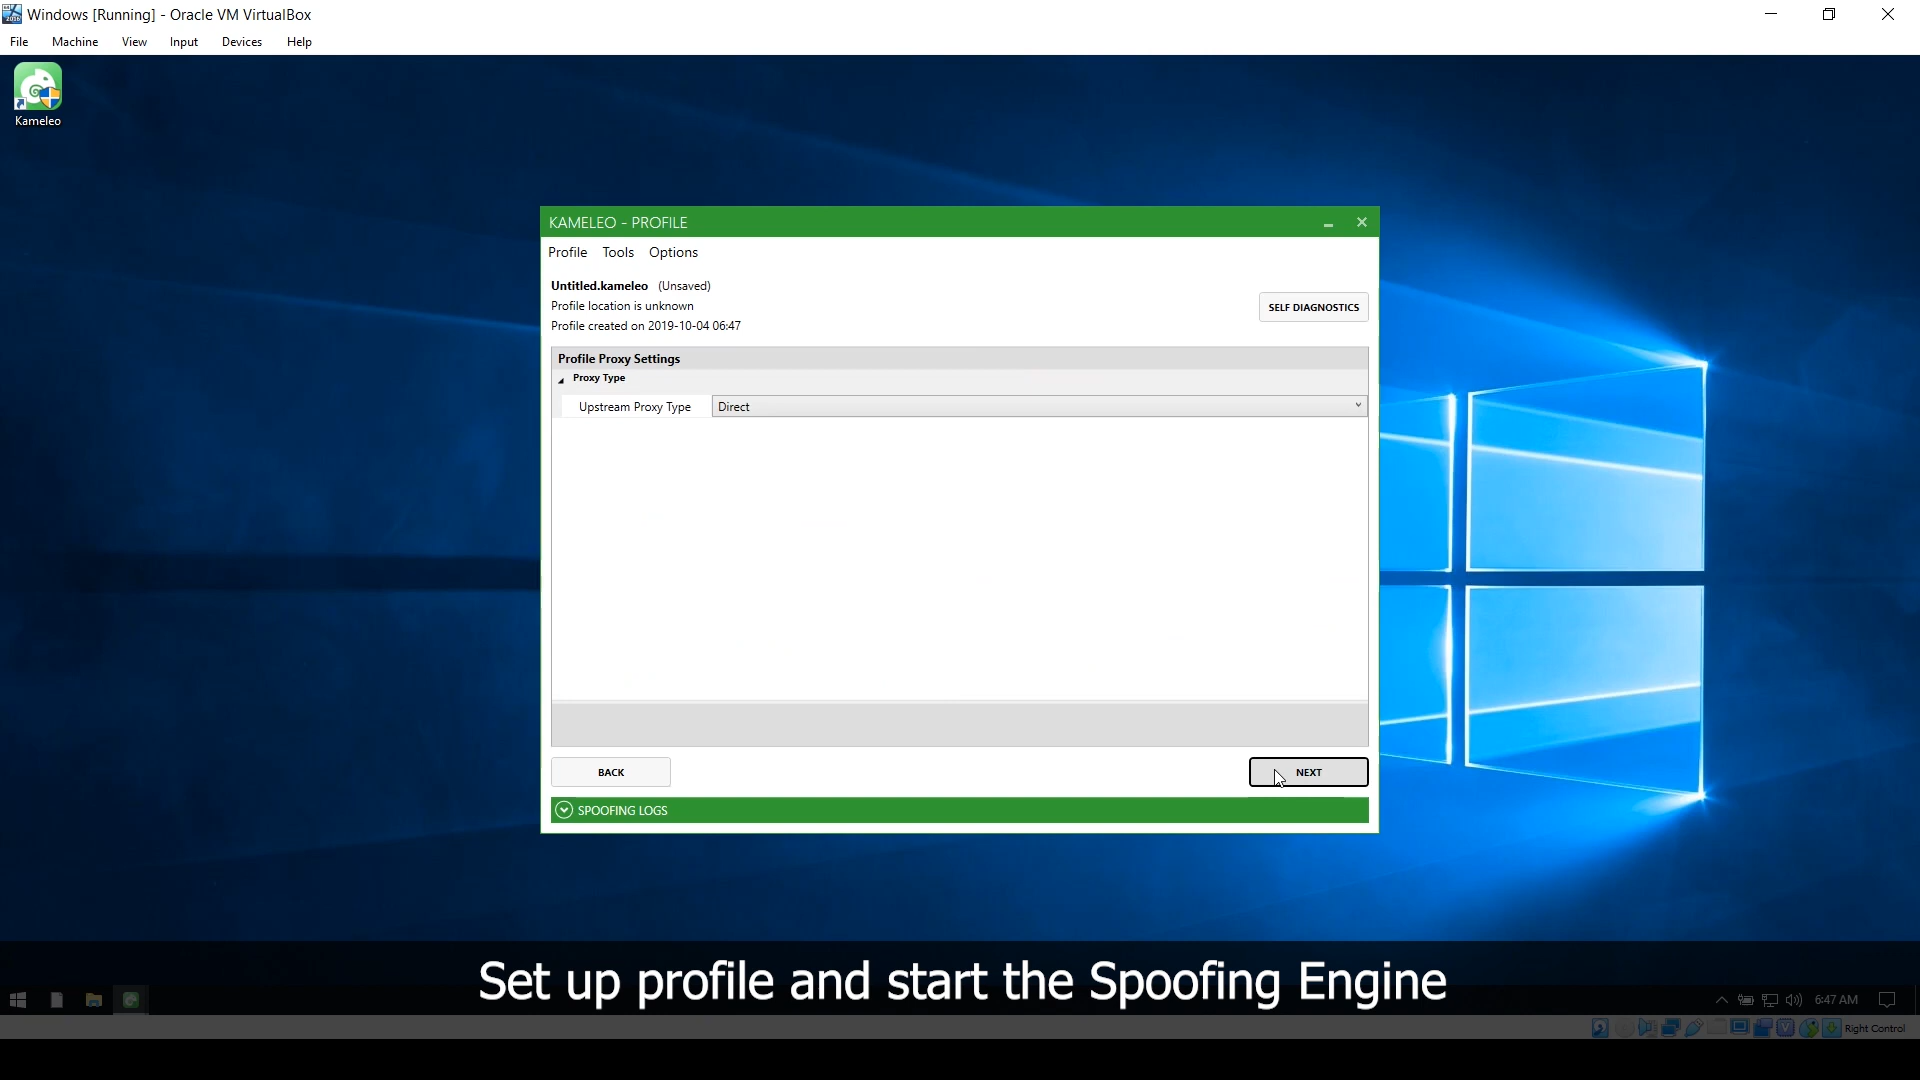 Windows [Running] - Oracle VM VirtualBox
File Machine View Input Devices Help
Kameleo
KAMELEO - PROFILE
Profile Tools Options
Untitled.kameleo (Unsaved)
Profile location is unknown
Profile created on 2019-10-04 06:47
SELF DIAGNOSTICS
Profile Proxy Settings
Proxy Type
Upstream Proxy Type Direct
BACK NEXT
SPOOFING LOGS
Set up profile and start the Spoofing Engine
6:47 AM
Right Control